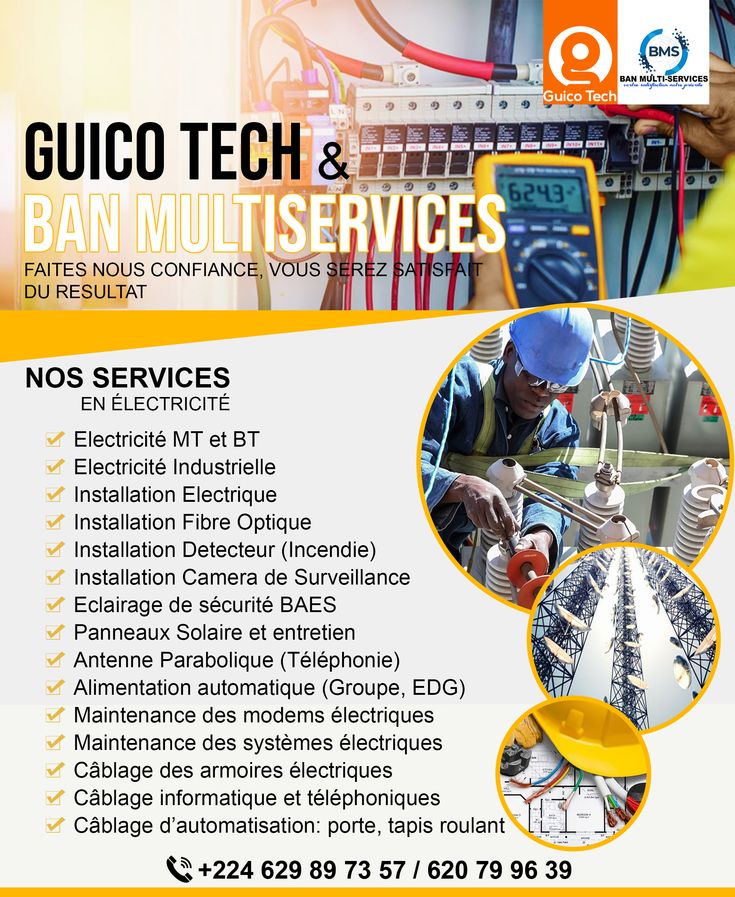 Guico Tech
BMS
BAN MULTI-SERVICES
GUICO TECH &
BAN MULTISERVICES
FAITES NOUS CONFIANCE, VOUS SEREZ SATISFAIT
DU RESULTAT
624.3
NOS SERVICES
EN ÉLECTRICITÉ
Electricité MT et BT
Electricité Industrielle
Installation Electrique
Installation Fibre Optique
Installation Detecteur (Incendie)
Installation Camera de Surveillance
Eclairage de sécurité BAES
Panneaux Solaire et entretien
Antenne Parabolique (Téléphonie)
Alimentation automatique (Groupe, EDG)
Maintenance des modems électriques
Maintenance des systèmes électriques
Câblage des armoires électriques
Câblage informatique et téléphoniques
Câblage d’automatisation: porte, tapis roulant
+224 629 89 73 57 / 620 79 96 39